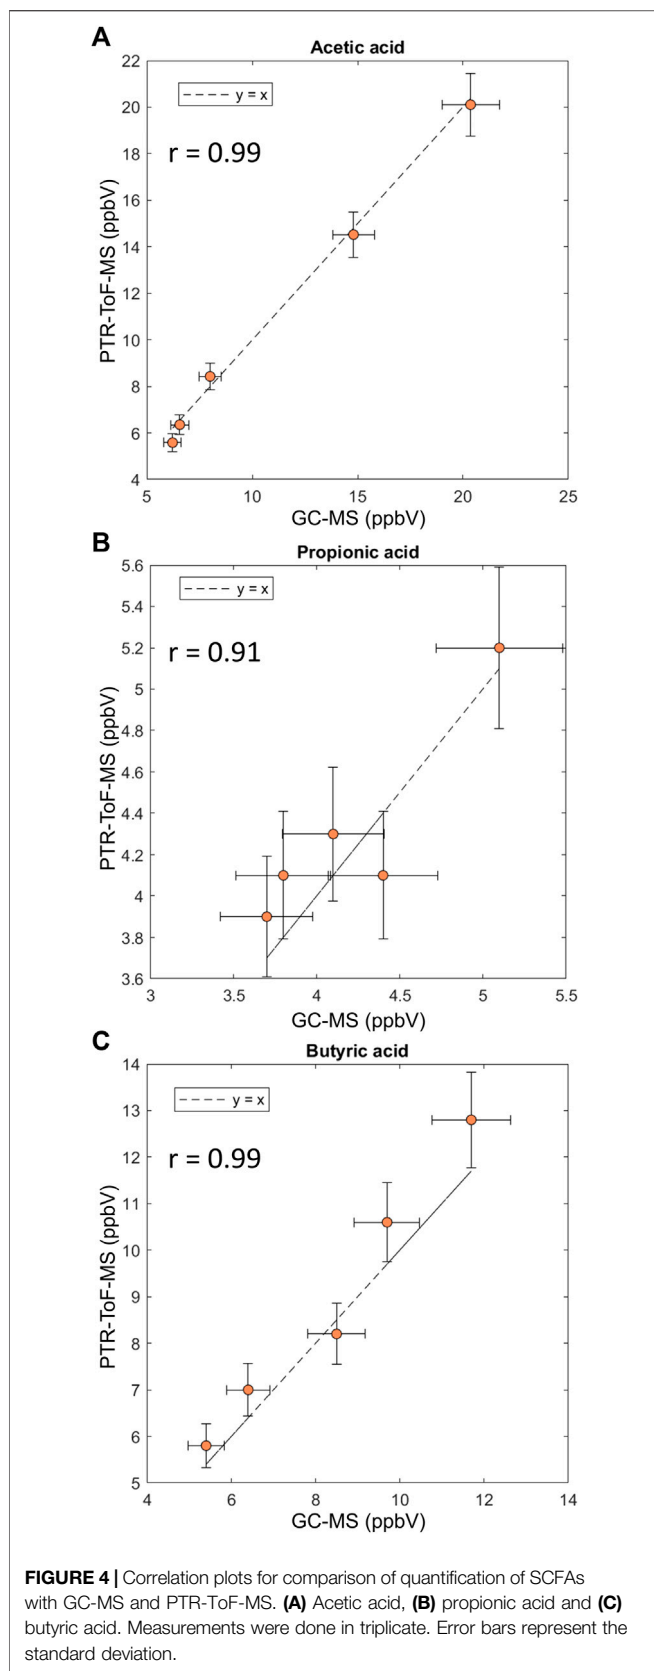 A
Acetic acid
22
20
18
16
14
12
10
8
6
4
y = x
r = 0.99
PTR-ToF-MS (ppbV)
5
10
15
20
25
GC-MS (ppbV)
B
Propionic acid
5.6
5.4
5.2
5
4.8
4.6
4.4
4.2
4
3.8
3.6
y = x
r = 0.91
PTR-ToF-MS (ppbV)
3
3.5
4
4.5
5
5.5
GC-MS (ppbV)
C
Butyric acid
14
13
12
11
10
9
8
7
6
5
y = x
r = 0.99
PTR-ToF-MS (ppbV)
4
6
8
10
12
14
GC-MS (ppbV)
FIGURE 4 | Correlation plots for comparison of quantification of SCFAs
with GC-MS and PTR-ToF-MS. (A) Acetic acid, (B) propionic acid and (C)
butyric acid. Measurements were done in triplicate. Error bars represent the
standard deviation.